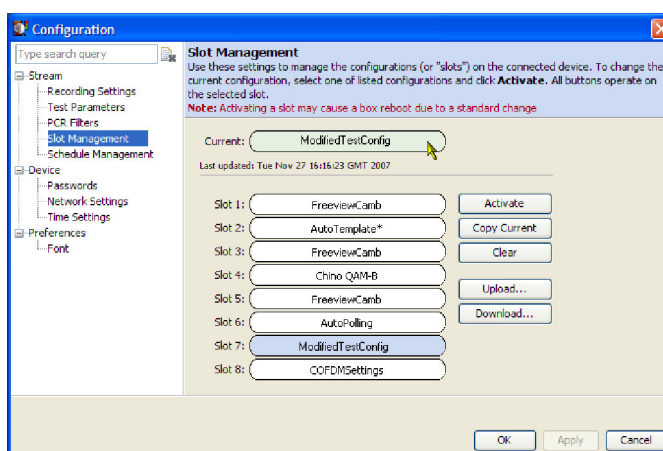 Configuration
Type search query
Stream
Recording Settings
Test Parameters
PCR Filters
Slot Management
Schedule Management
Device
Passwords
Network Settings
Time Settings
Preferences
Font
Slot Management
Use these settings to manage the configurations (or "slots") on the connected device. To change the
current configuration, select one of listed configurations and click Activate. All buttons operate on
the selected slot.
Note: Activating a slot may cause a box reboot due to a standard change
Current: ModifiedTestConfig
Last updated: Tue Nov 27 16:16:23 GMT 2007
Slot 1: FreeviewCamb Activate
Slot 2: AutoTemplate* Copy Current
Slot 3: FreeviewCamb Clear
Slot 4: Chino QAM-B
Slot 5: FreeviewCamb Upload...
Slot 6: AutoPolling Download...
Slot 7: ModifiedTestConfig
Slot 8: COFDMSettings
OK Apply Cancel